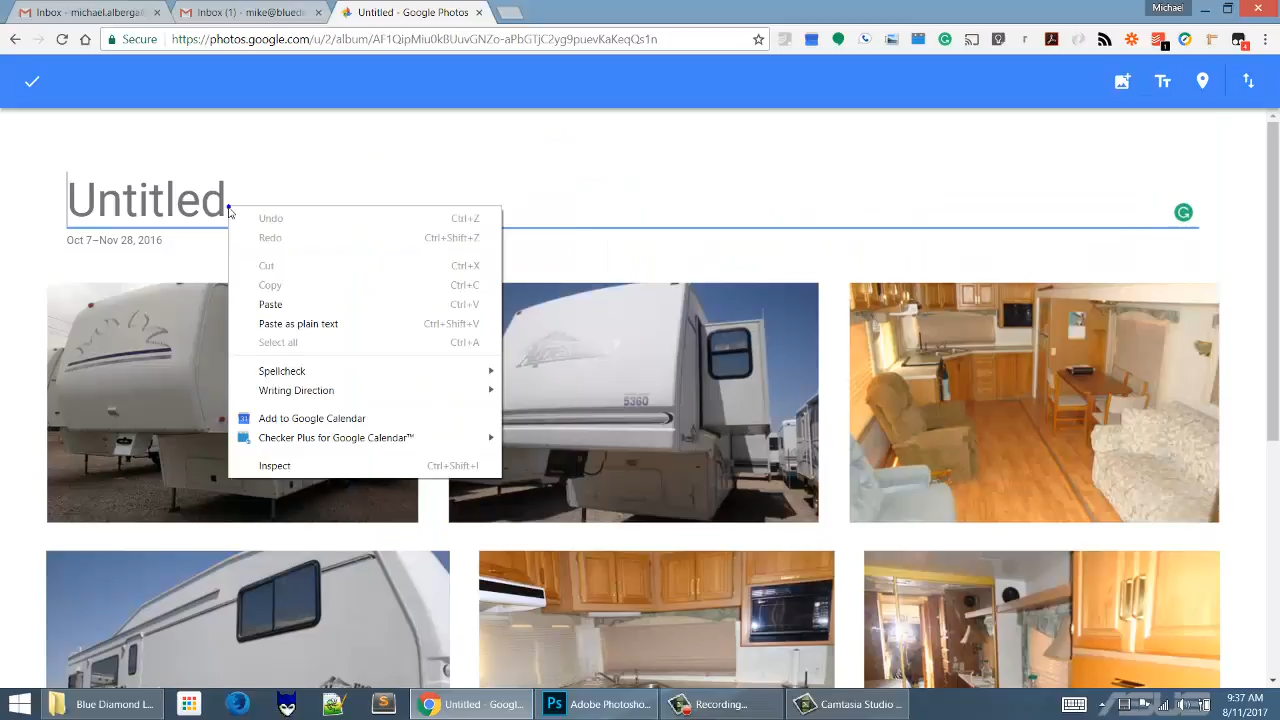 Inbox - michael.alberga
Inbox (1) - mike@bluedi
Untitled - Google Photos
Michael
Secure
https://photos.google.com/u/2/album/AF1QipMiu0kBUuvGNZo-aPbGTjC2yg9puevKaKeqQs1n
Untitled
Oct 7–Nov 28, 2016
Undo Ctrl+Z
Redo Ctrl+Shift+Z
Cut Ctrl+X
Copy Ctrl+C
Paste Ctrl+V
Paste as plain text Ctrl+Shift+V
Select all Ctrl+A
Spellcheck
Writing Direction
Add to Google Calendar
Checker Plus for Google Calendar™
Inspect Ctrl+Shift+I
5360
Blue Diamond L...
Untitled - Googl...
Adobe Photosho...
Recording...
Camtasia Studio ...
ASUS
9:37 AM
8/11/2017